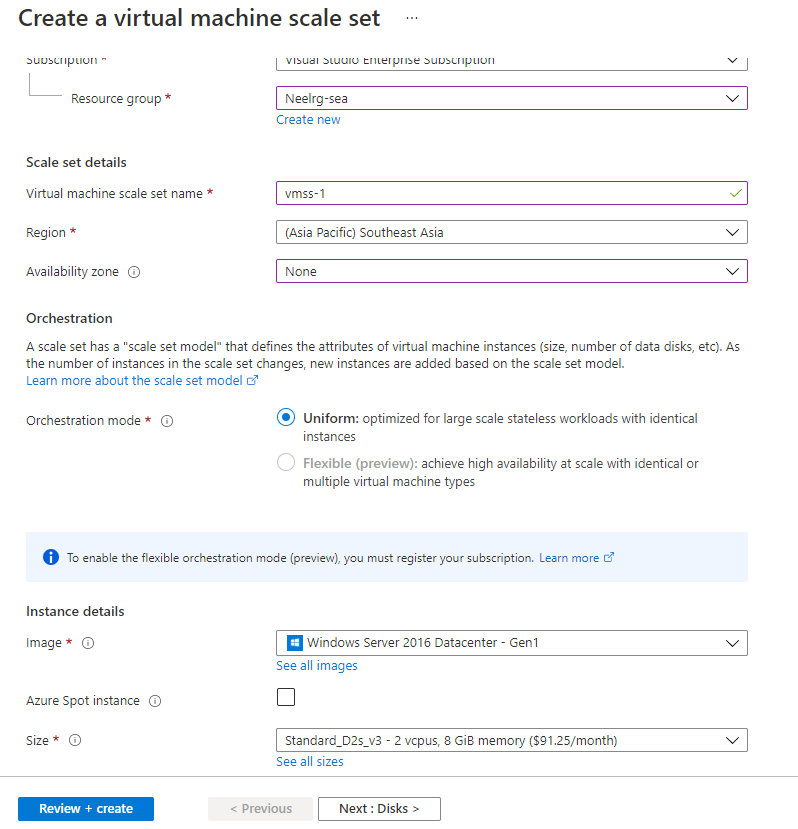 Create a virtual machine scale set ...
Subscription * Visual Studio Enterprise Subscription
Resource group * Neelrg-sea
Create new
Scale set details
Virtual machine scale set name * vmss-1
Region * (Asia Pacific) Southeast Asia
Availability zone None
Orchestration
A scale set has a "scale set model" that defines the attributes of virtual machine instances (size, number of data disks, etc). As
the number of instances in the scale set changes, new instances are added based on the scale set model.
Learn more about the scale set model
Orchestration mode * Uniform: optimized for large scale stateless workloads with identical
instances
Flexible (preview): achieve high availability at scale with identical or
multiple virtual machine types
To enable the flexible orchestration mode (preview), you must register your subscription. Learn more
Instance details
Image * Windows Server 2016 Datacenter - Gen1
See all images
Azure Spot instance
Size * Standard_D2s_v3 - 2 vcpus, 8 GiB memory ($91.25/month)
See all sizes
Review + create < Previous Next : Disks >